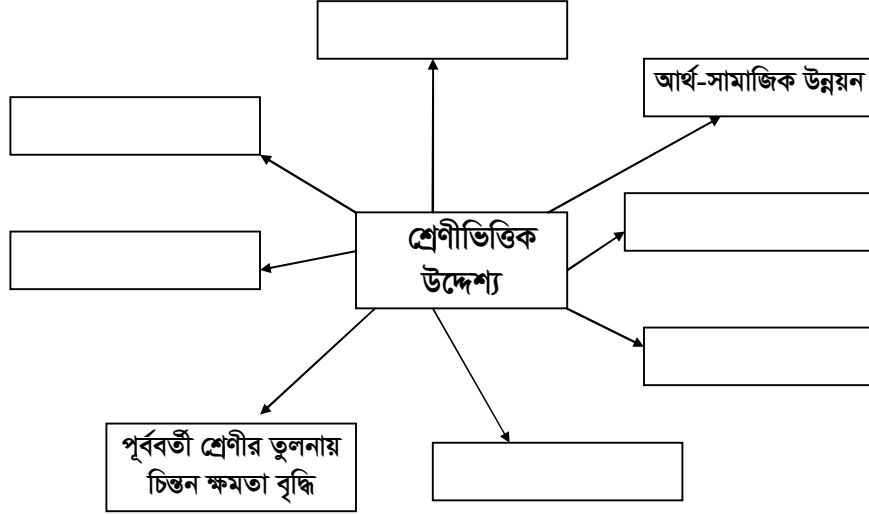 আর্থ-সামাজিক উন্নয়ন
শ্রেণীভিত্তিক
উদ্দেশ্য
পূর্ববর্তী শ্রেণীর তুলনায়
চিন্তন ক্ষমতা বৃদ্ধি